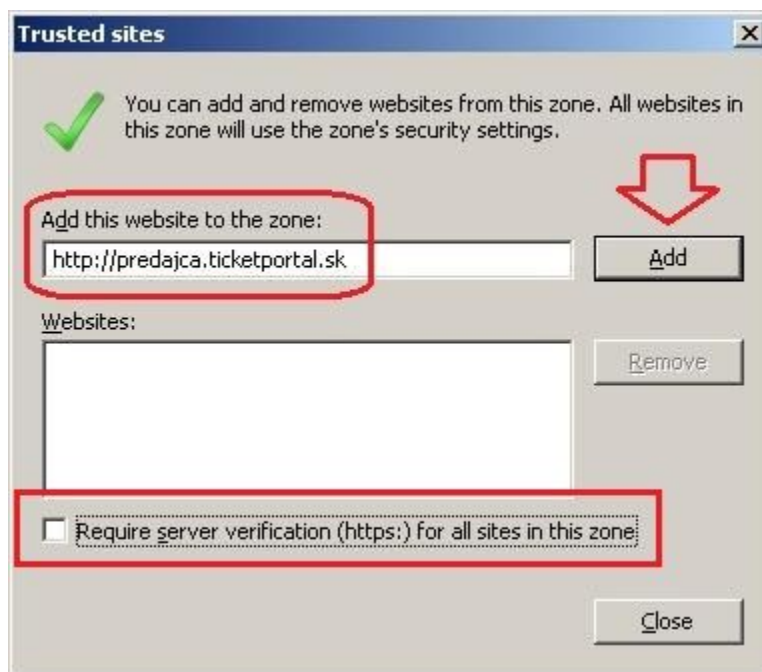 Trusted sites
You can add and remove websites from this zone. All websites in
this zone will use the zone's security settings.
Add this website to the zone:
http://predajca.ticketportal.sk
Add
Websites:
Remove
Require server verification (https:) for all sites in this zone
Close